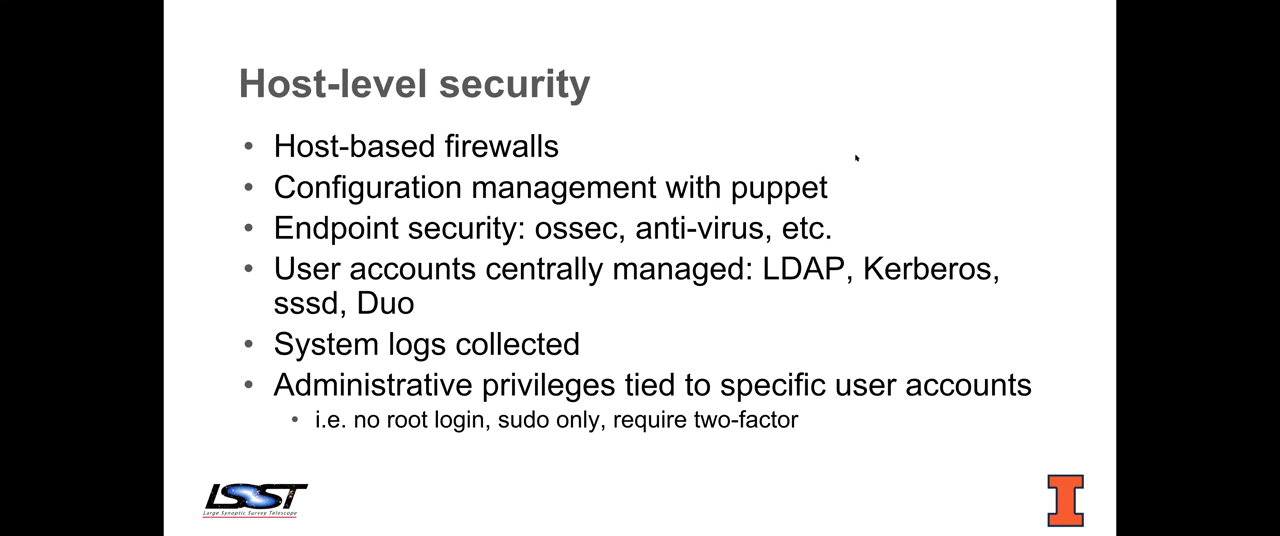 Host-level security
• Host-based firewalls
• Configuration management with puppet
• Endpoint security: ossec, anti-virus, etc.
• User accounts centrally managed: LDAP, Kerberos,
sssd, Duo
• System logs collected
• Administrative privileges tied to specific user accounts
• i.e. no root login, sudo only, require two-factor
LSST
Large Synoptic Survey Telescope
I